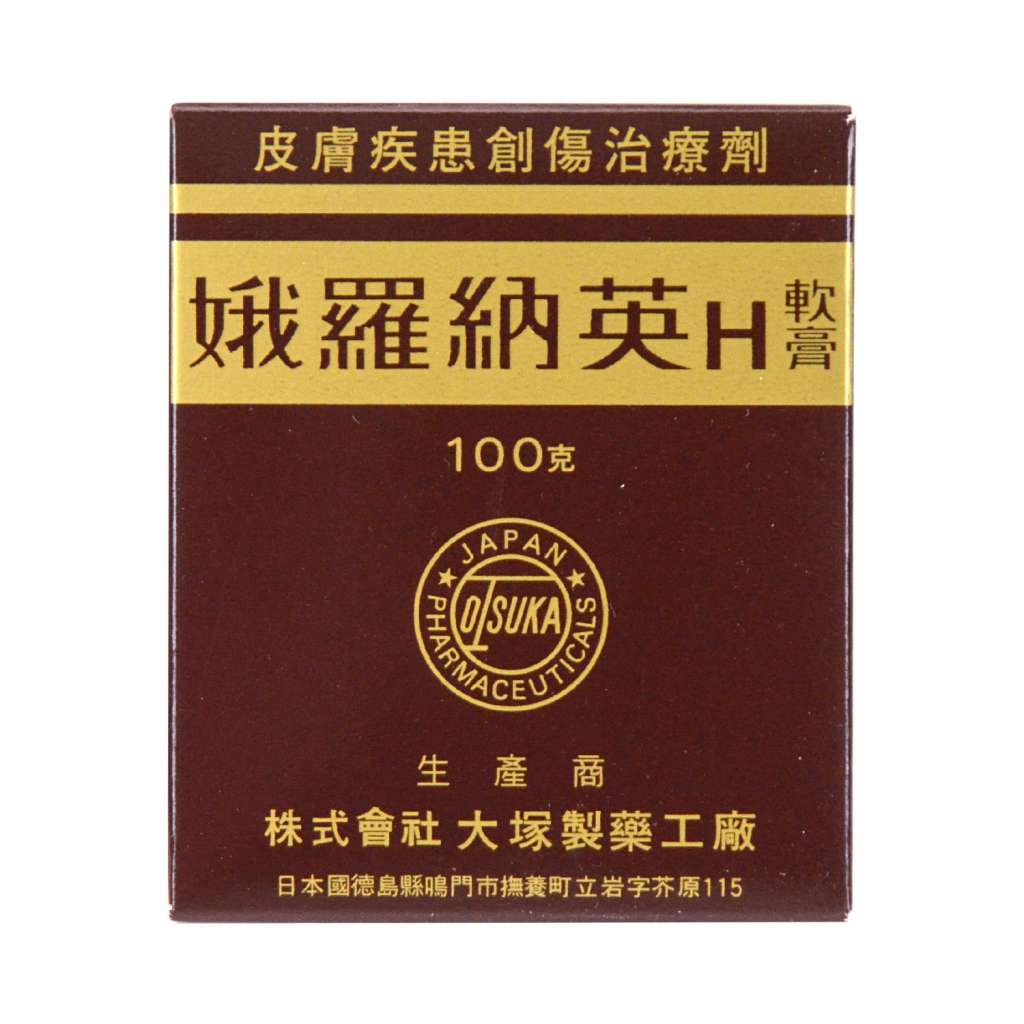 皮膚疾患創傷治療劑
娥羅納英H軟膏
100克
JAPAN
OTSUKA
PHARMACEUTICALS
生產商
株式會社 大塚製藥工廠
日本國德島縣鳴門市撫養町立岩字芥原115